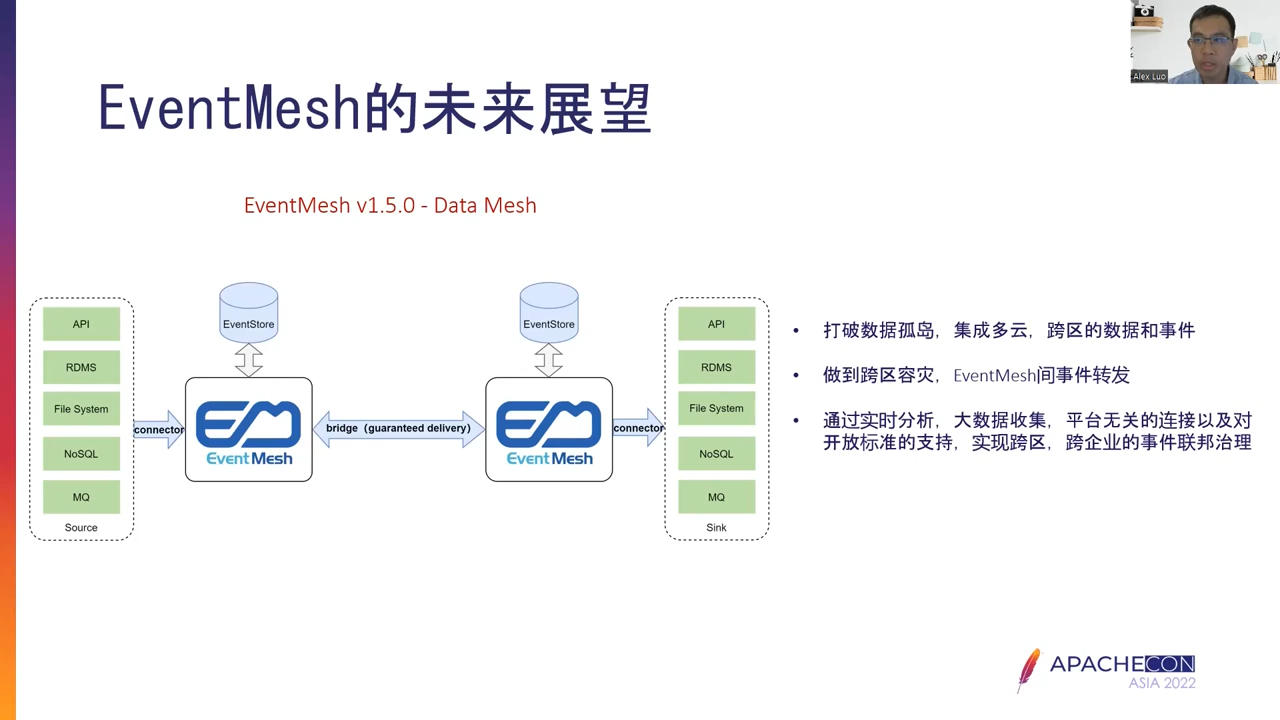 Alex Luo
EventMesh的未来展望
EventMesh v1.5.0 - Data Mesh
EventStore
EventStore
API
RDMS
File System
NoSQL
MQ
Source
connector
EventMesh
bridge（guaranteed delivery）
EventMesh
connector
API
RDMS
File System
NoSQL
MQ
Sink
• 打破数据孤岛，集成多云，跨区的数据和事件
• 做到跨区容灾，EventMesh间事件转发
• 通过实时分析，大数据收集，平台无关的连接以及对
开放标准的支持，实现跨区，跨企业的事件联邦治理
APACHECON
ASIA 2022